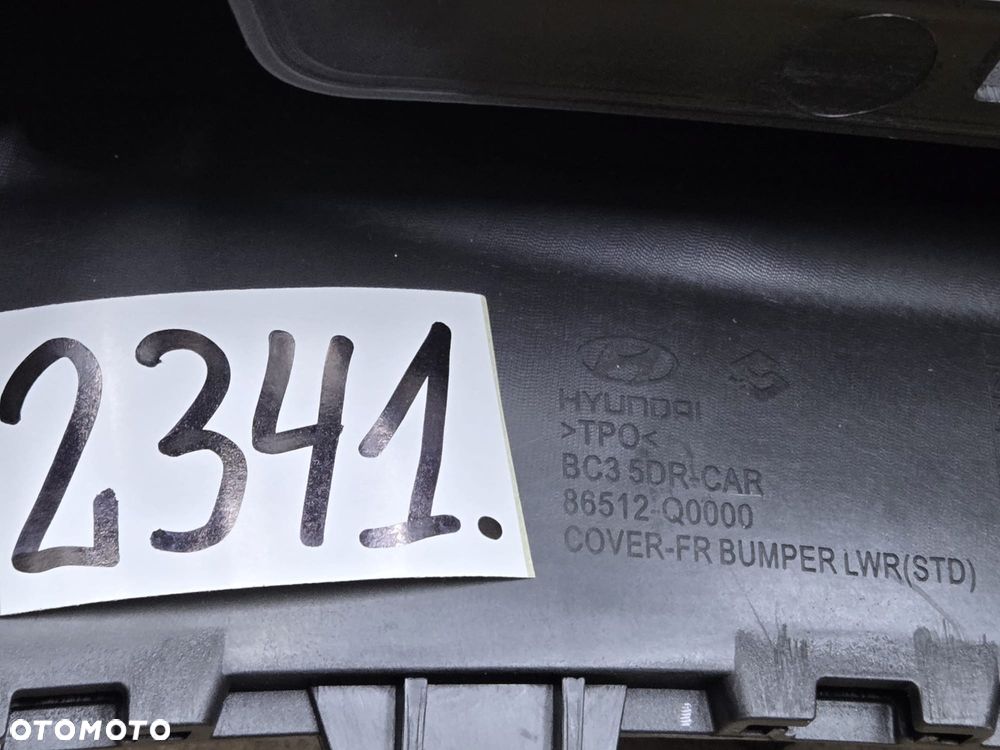 2341.
HYUNDAI
>TPO<
BC3 5DR-CAR
86512-Q0000
COVER-FR BUMPER LWR(STD)
OTOMOTO